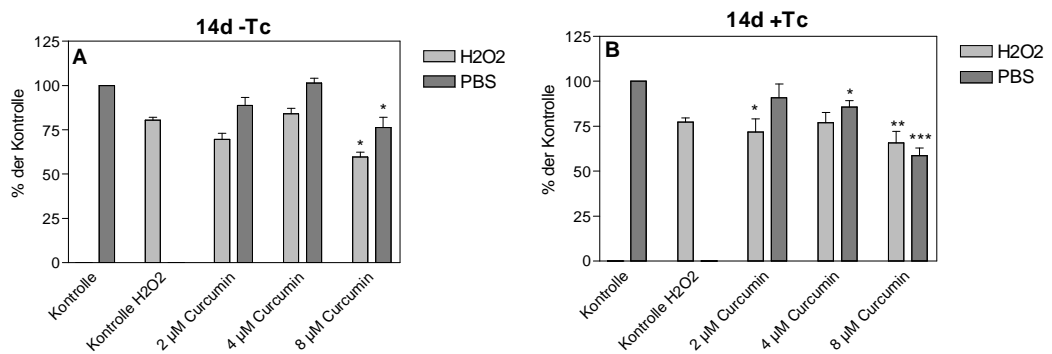 14d -Tc
A
% der Kontrolle
125
100
75
50
25
0
*
*
Kontrolle
Kontrolle H2O2
2 µM Curcumin
4 µM Curcumin
8 µM Curcumin
H2O2
PBS
14d +Tc
B
% der Kontrolle
125
100
75
50
25
0
*
*
**
***
Kontrolle
Kontrolle H2O2
2 µM Curcumin
4 µM Curcumin
8 µM Curcumin
H2O2
PBS